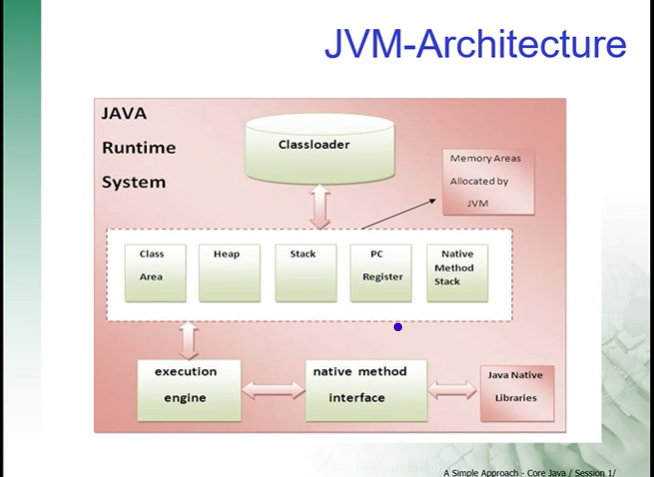 JVM-Architecture
JAVA
Runtime
System
Classloader
Memory Areas
Allocated by
JVM
Class
Area
Heap
Stack
PC
Register
Native
Method
Stack
execution
engine
native method
interface
Java Native
Libraries
A Simple Approach - Core Java / Session 1/